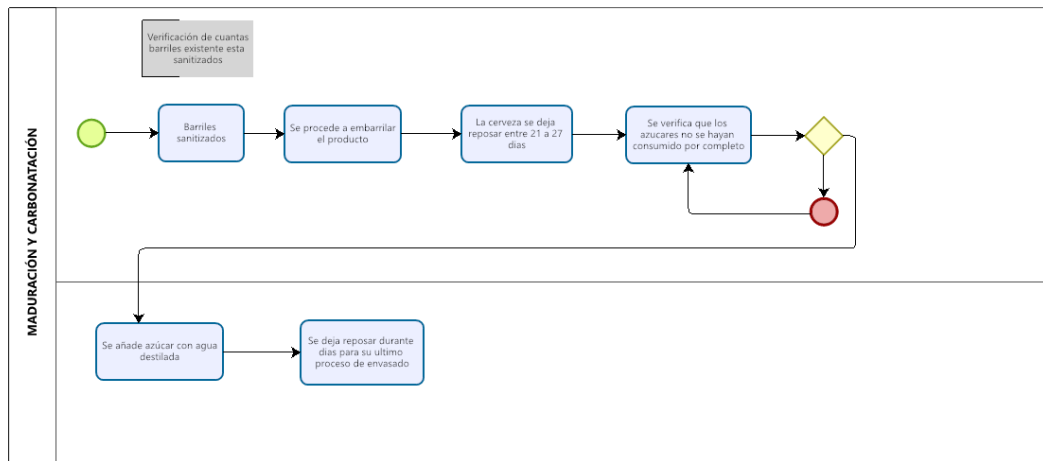 MADURACIÓN Y CARBONATACIÓN
Verificación de cuantas
barriles existente esta
sanitizados
Barriles
sanitizados
Se procede a embarrilar
el producto
La cerveza se deja
reposar entre 21 a 27
dias
Se verifica que los
azucares no se hayan
consumido por completo
Se añade azúcar con agua
destilada
Se deja reposar durante
dias para su ultimo
proceso de envasado